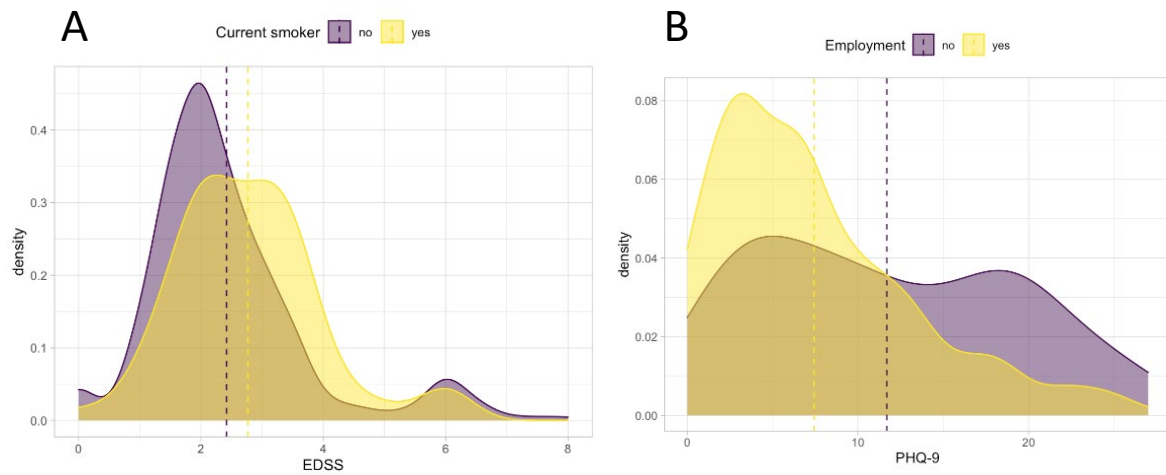 A
Current smoker no yes
0.4
0.3
0.2
0.1
0.0
density
0 2 4 6 8
EDSS
B
Employment no yes
0.08
0.06
0.04
0.02
0.00
density
0 10 20
PHQ-9